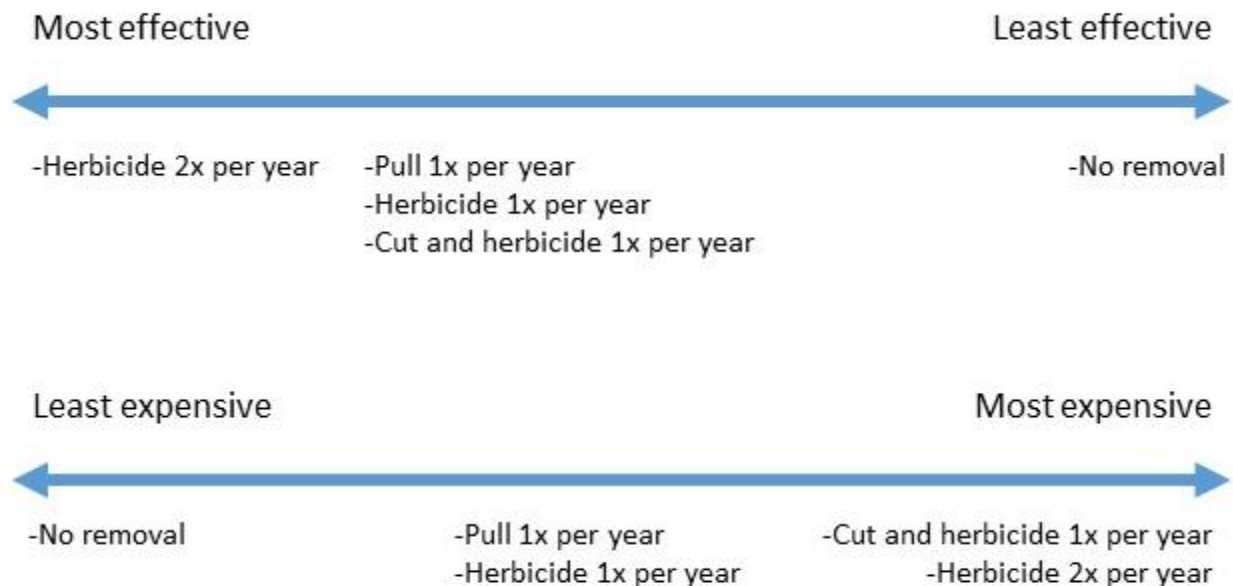 Most effective
Least effective
-Herbicide 2x per year
-Pull 1x per year
-Herbicide 1x per year
-Cut and herbicide 1x per year
-No removal
Least expensive
Most expensive
-No removal
-Pull 1x per year
-Herbicide 1x per year
-Cut and herbicide 1x per year
-Herbicide 2x per year